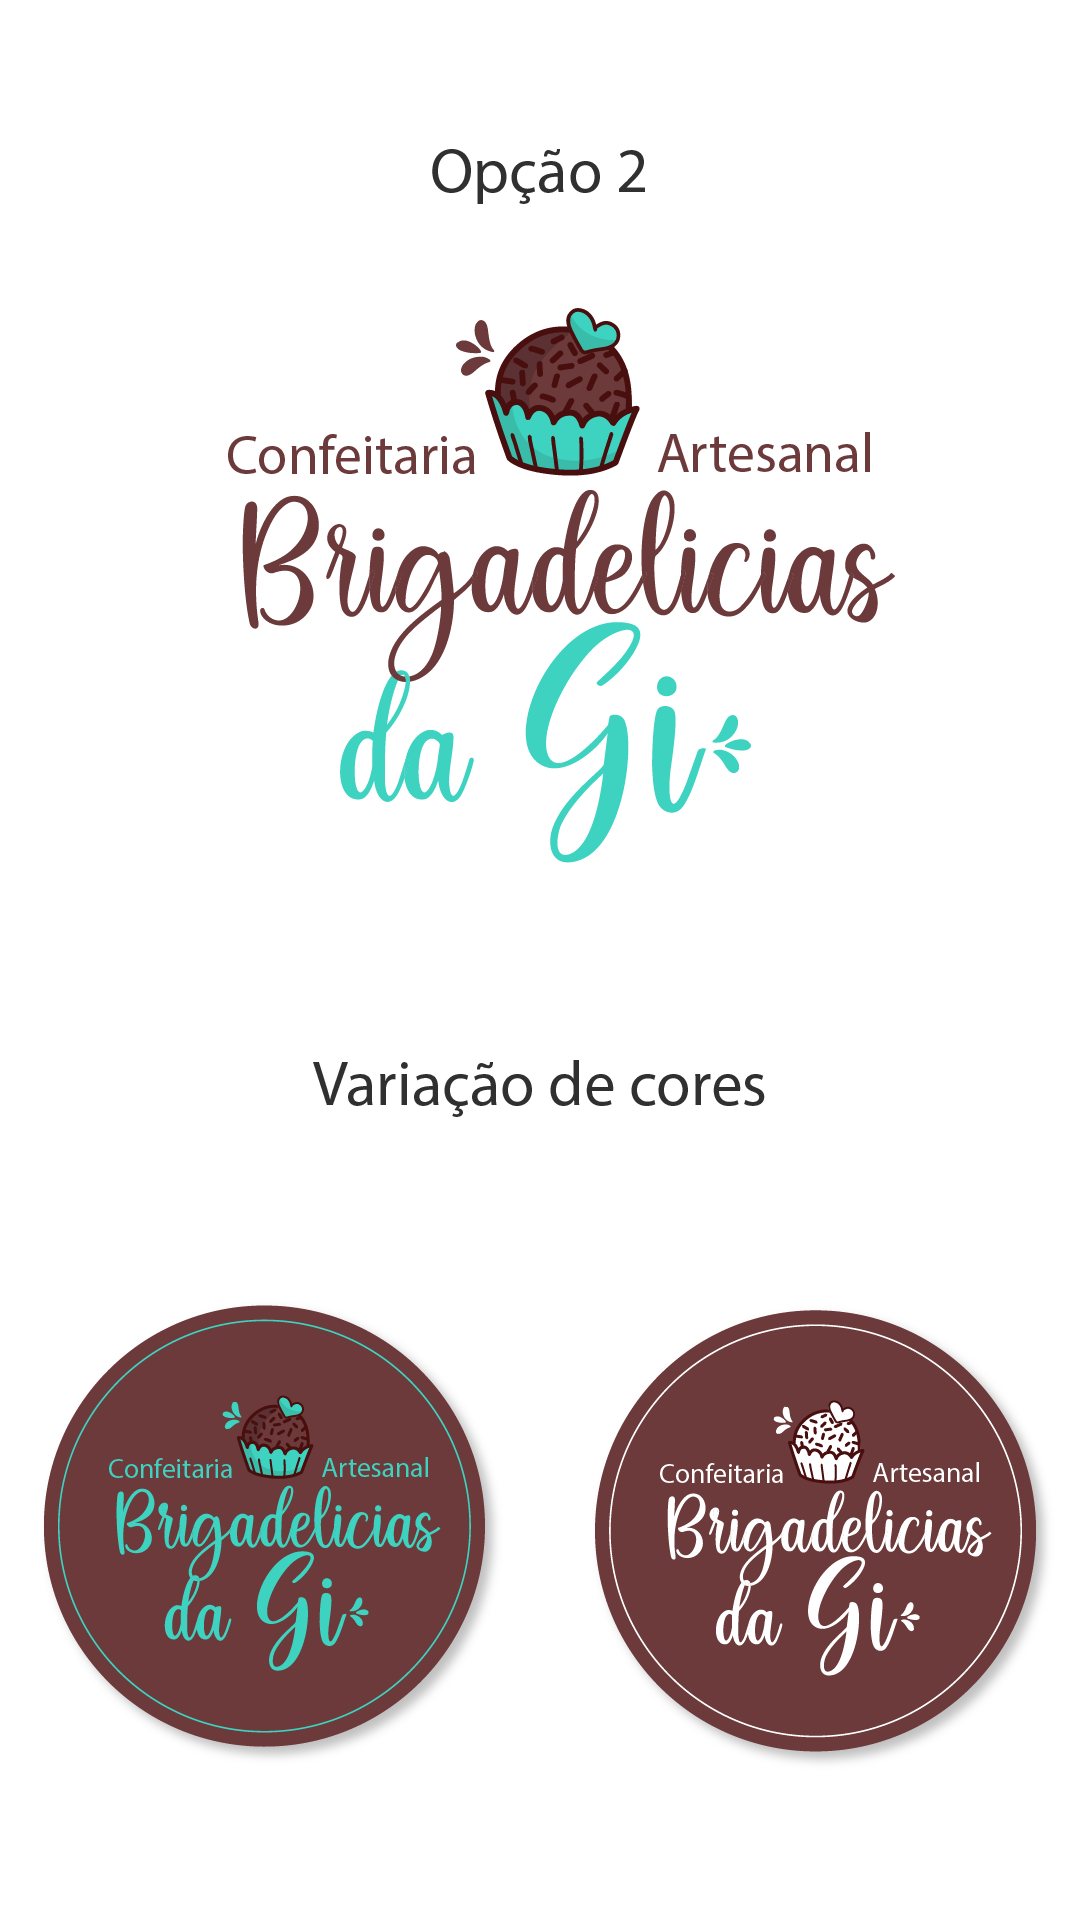 Opção 2
Confeitaria Artesanal
Brigadelicias
da Gi
Variação de cores
Confeitaria Artesanal
Brigadelicias
da Gi
Confeitaria Artesanal
Brigadelicias
da Gi